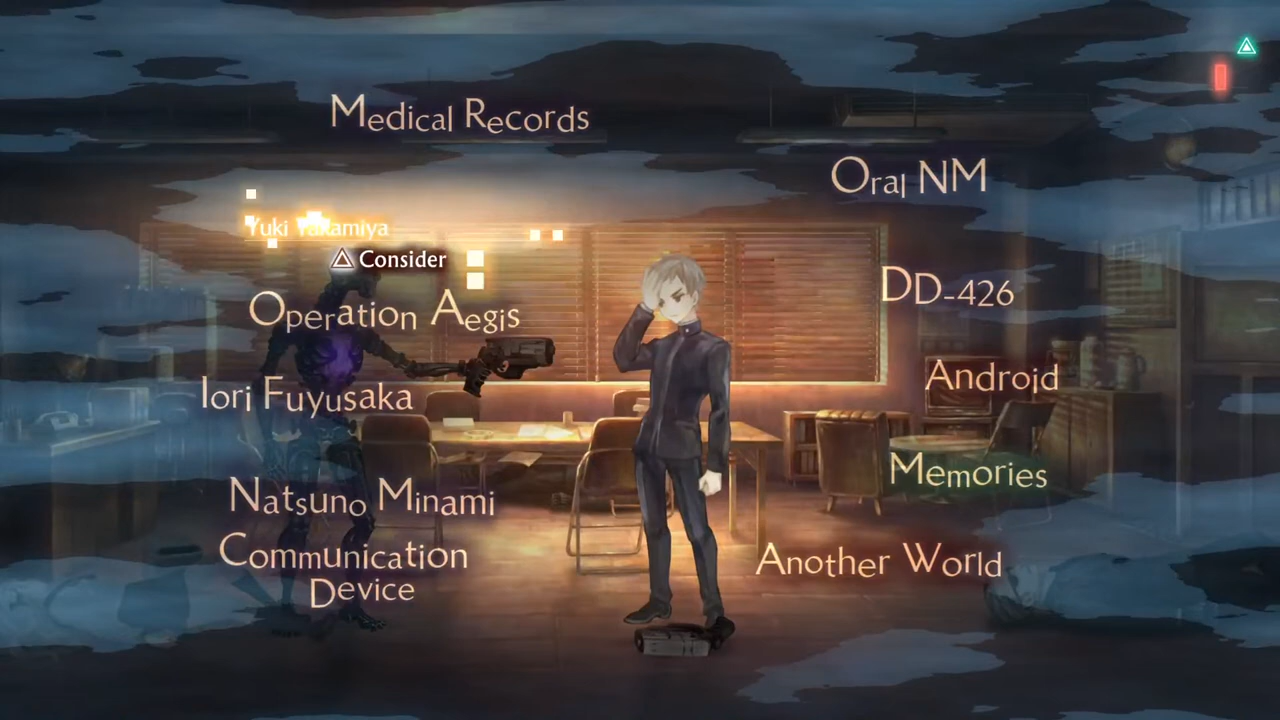 Medical Records
Oral NM
Yuki Takamiya
△ Consider
DD-426
Operation Aegis
Android
Iori Fuyusaka
Memories
Natsuno Minami
Communication
Device
Another World